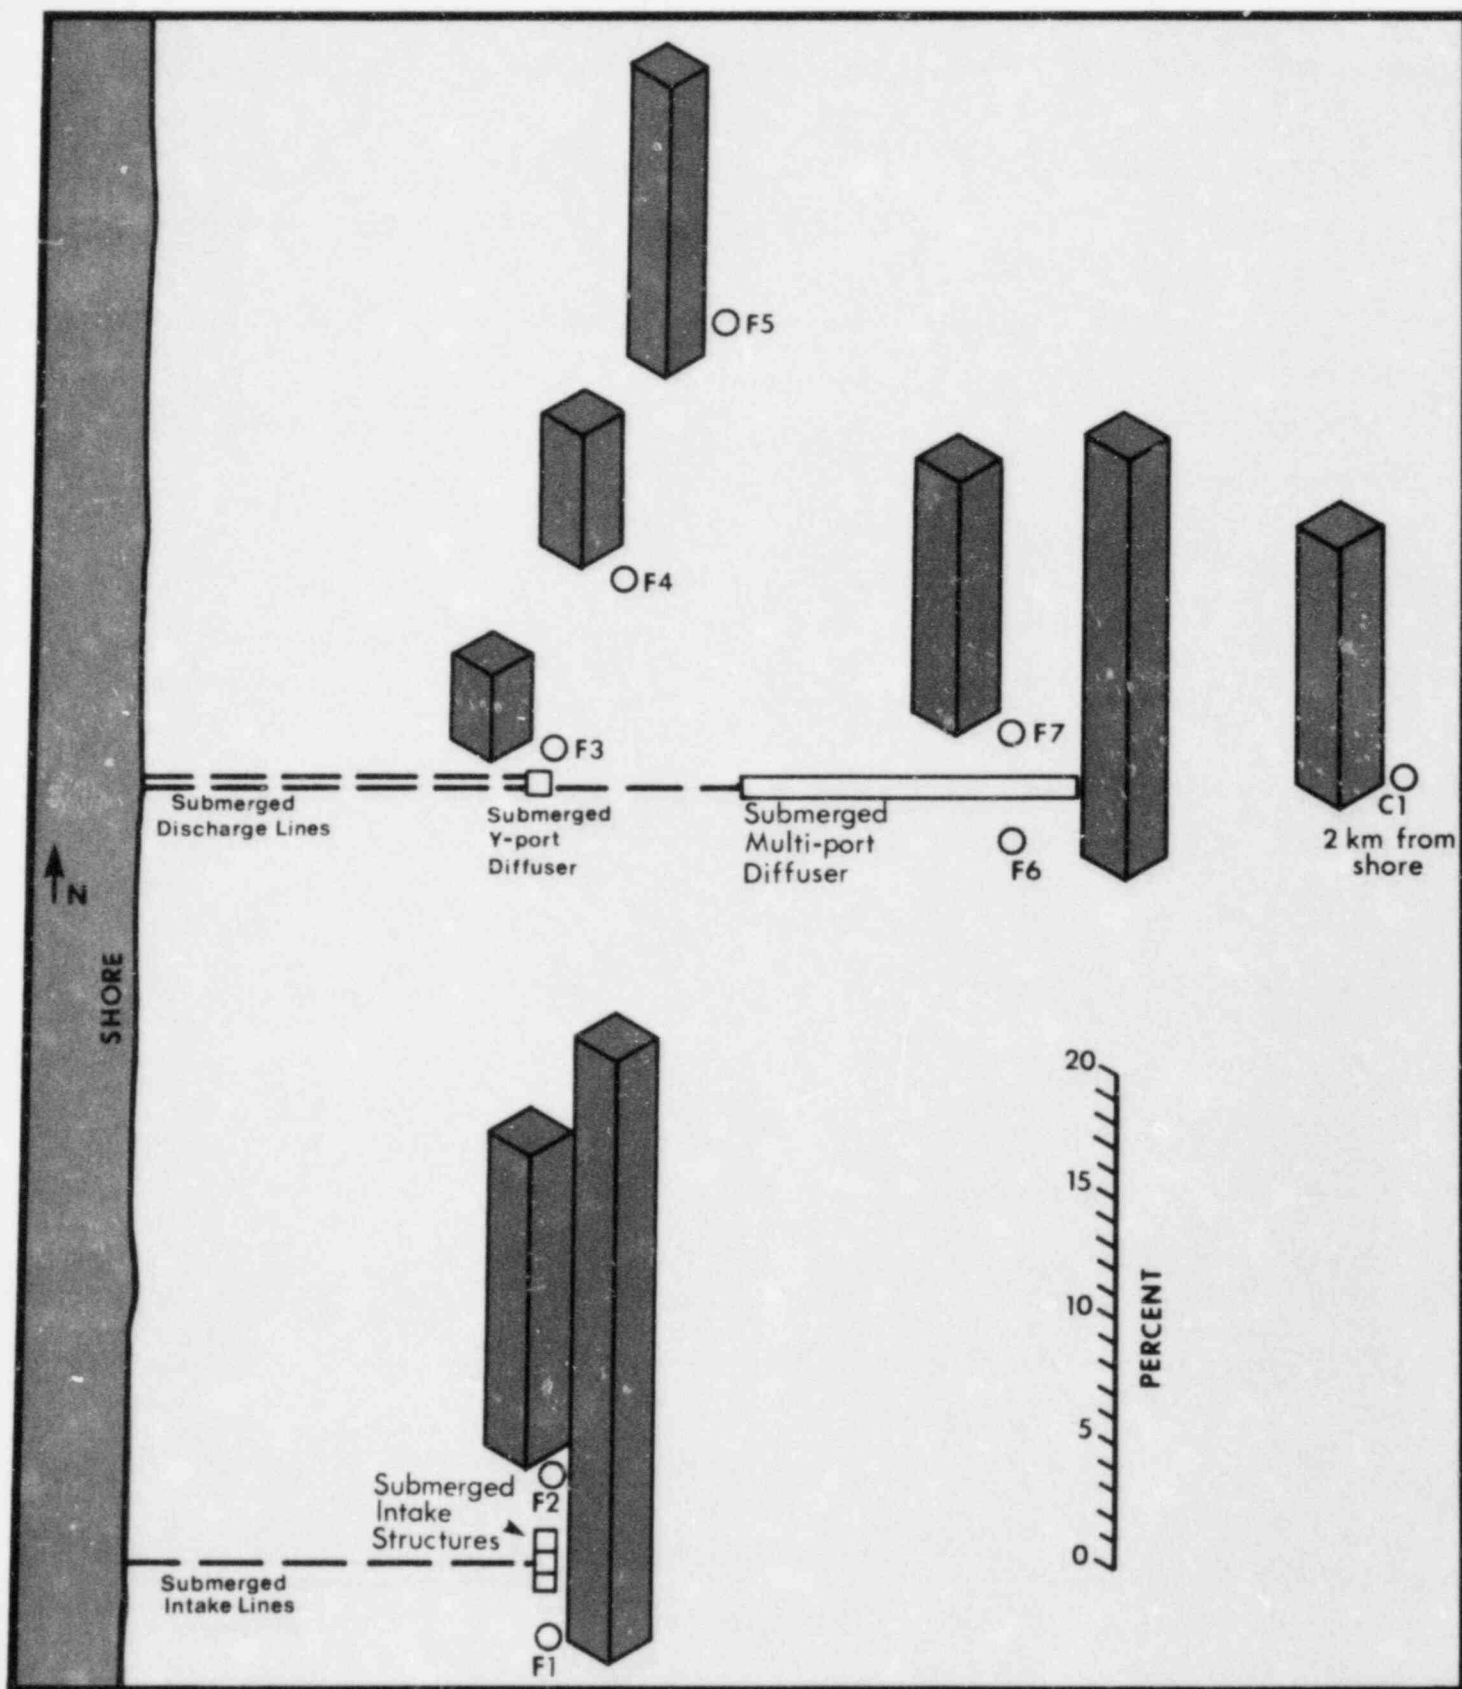 F5
F4
F3
F7
Submerged
Discharge Lines
Submerged
Y-port
Diffuser
Submerged
Multi-port
Diffuser
F6
C1
2 km from
shore
N
SHORE
20
15
10
5
0
PERCENT
Submerged
Intake
Structures
F2
Submerged
Intake Lines
F1